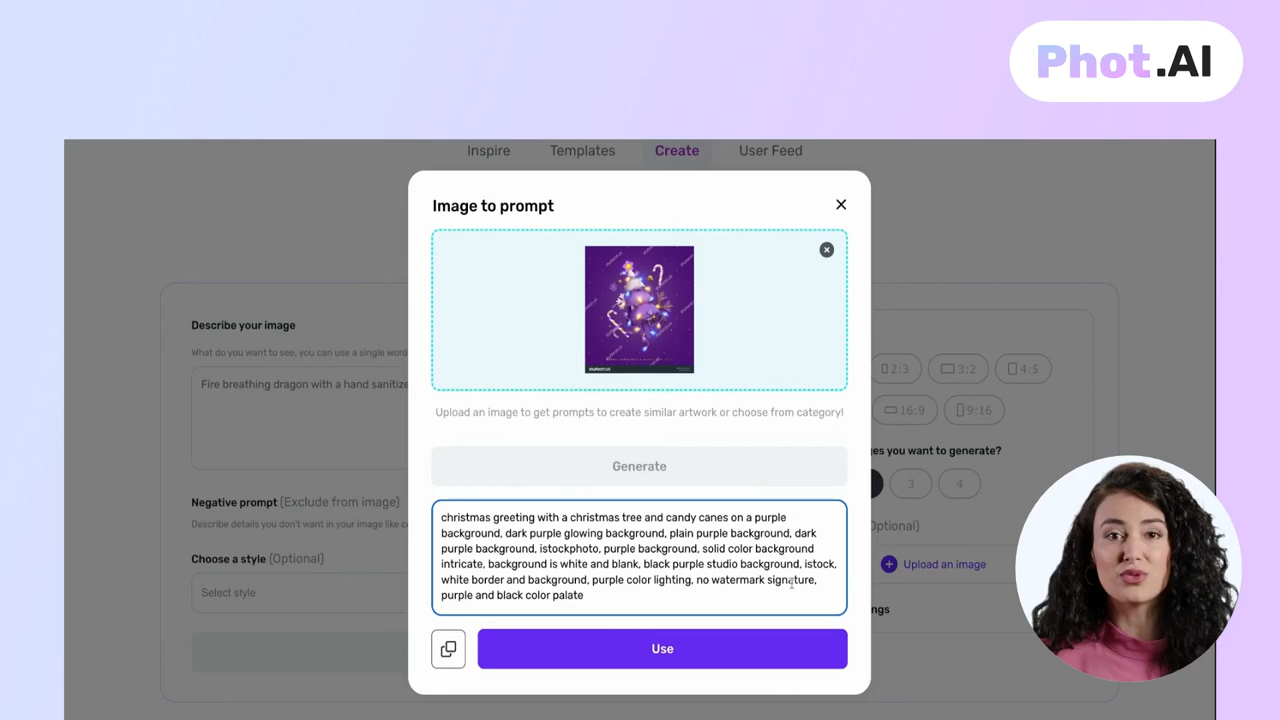 Phot.AI
Inspire Templates Create User Feed
Image to prompt
Upload an image to get prompts to create similar artwork or choose from category!
Generate
christmas greeting with a christmas tree and candy canes on a purple
background, dark purple glowing background, plain purple background, dark
purple background, istockphoto, purple background, solid color background
intricate, background is white and blank, black purple studio background, istock,
white border and background, purple color lighting, no watermark signature,
purple and black color palate
Use
Describe your image
What do you want to see, you can use a single word
Fire breathing dragon with a hand sanitize
Negative prompt (Exclude from image)
Describe details you don't want in your image like
Choose a style (Optional)
Select style
2:3 3:2 4:5
16:9 9:16
you want to generate?
3 4
Optional)
Upload an image